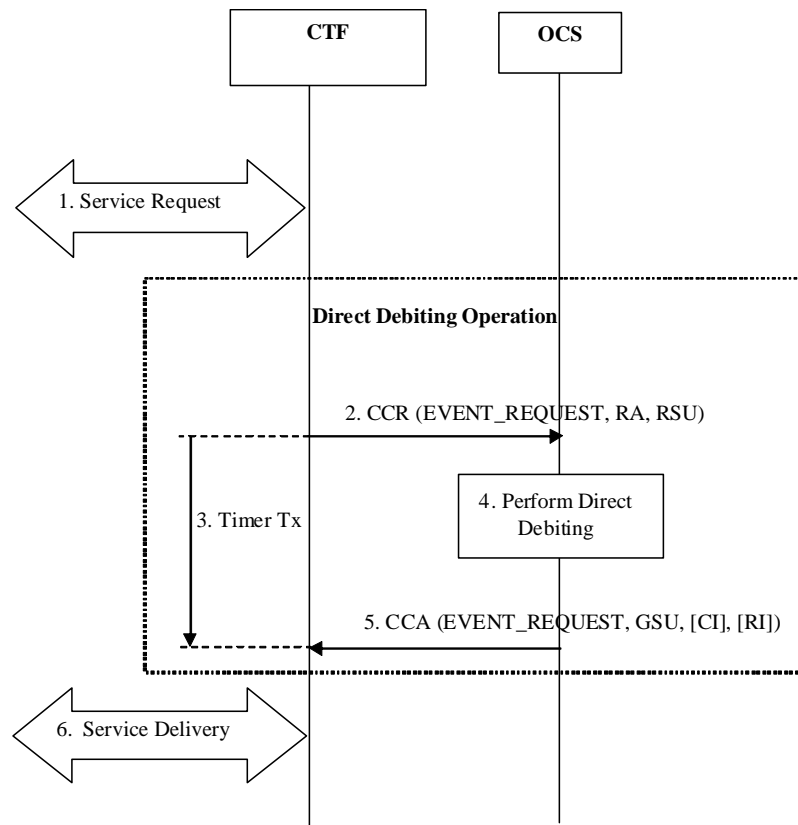 CTF
OCS
1. Service Request
Direct Debiting Operation
2. CCR (EVENT_REQUEST, RA, RSU)
3. Timer Tx
4. Perform Direct
Debiting
5. CCA (EVENT_REQUEST, GSU, [CI], [RI])
6. Service Delivery